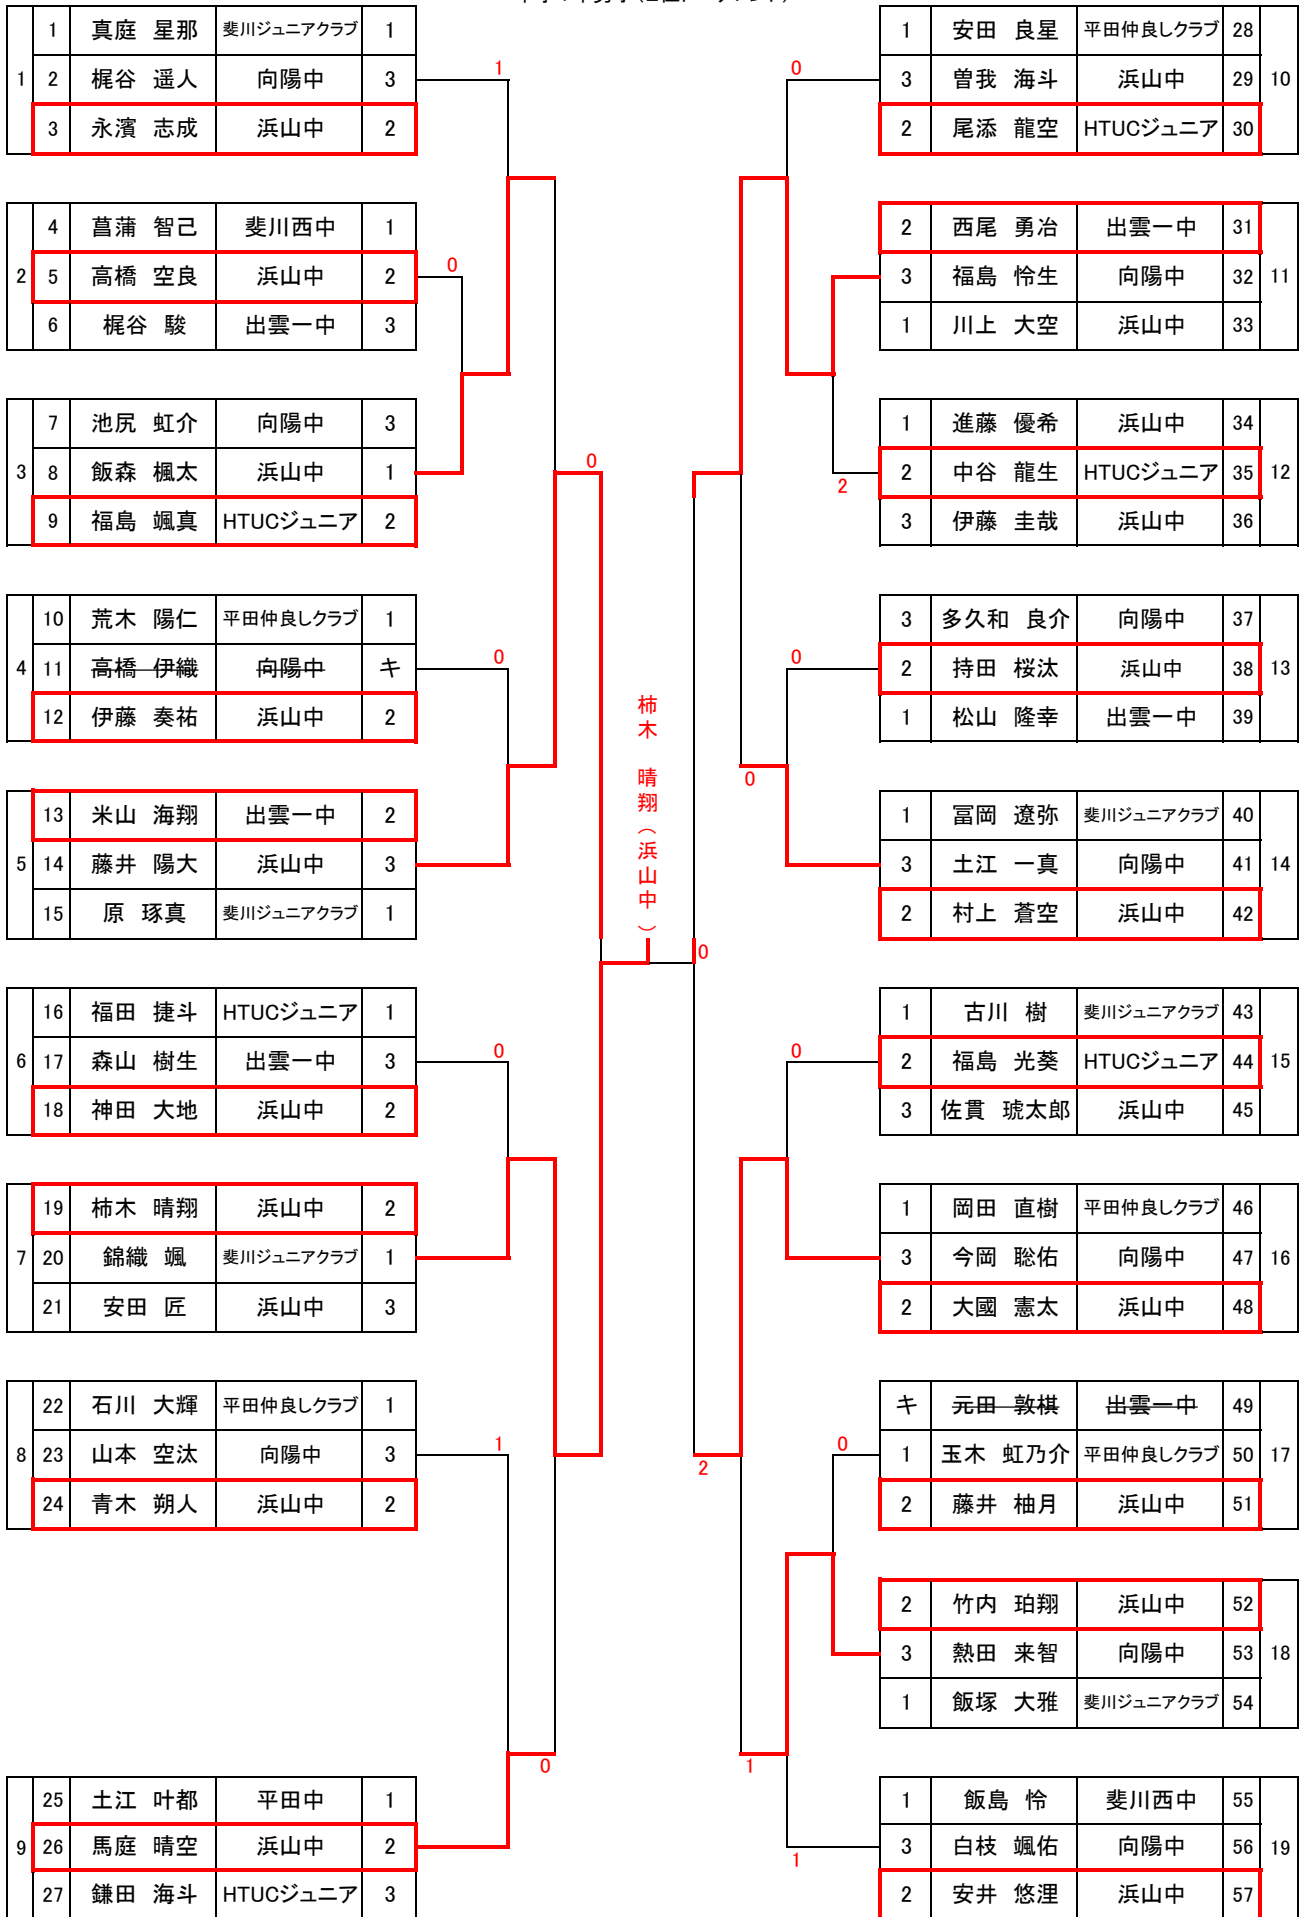 1 真庭 星那 斐川ジュニアクラブ 1
1 2 梶谷 遥人 向陽中 3
3 永濱 志成 浜山中 2
1
4 菖蒲 智己 斐川西中 1
2 5 高橋 空良 浜山中 2
6 梶谷 駿 出雲一中 3
0
7 池尻 虹介 向陽中 3
3 8 飯森 楓太 浜山中 1
9 福島 颯真 HTUCジュニア 2
0
10 荒木 陽仁 平田仲良しクラブ 1
4 11 高橋 伊織 向陽中 キ
12 伊藤 奏祐 浜山中 2
0
13 米山 海翔 出雲一中 2
5 14 藤井 陽大 浜山中 3
15 原 琢真 斐川ジュニアクラブ 1
16 福田 捷斗 HTUCジュニア 1
6 17 森山 樹生 出雲一中 3
18 神田 大地 浜山中 2
0
19 柿木 晴翔 浜山中 2
7 20 錦織 颯 斐川ジュニアクラブ 1
21 安田 匠 浜山中 3
22 石川 大輝 平田仲良しクラブ 1
8 23 山本 空汰 向陽中 3
24 青木 朔人 浜山中 2
1
0
25 土江 叶都 平田中 1
9 26 馬庭 晴空 浜山中 2
27 鎌田 海斗 HTUCジュニア 3
柿木 晴翔(浜山中)
0
1 安田 良星 平田仲良しクラブ 28
3 曽我 海斗 浜山中 29 10
2 尾添 龍空 HTUCジュニア 30
0
2 西尾 勇冶 出雲一中 31
3 福島 怜生 向陽中 32 11
1 川上 大空 浜山中 33
1 進藤 優希 浜山中 34
2 中谷 龍生 HTUCジュニア 35 12
3 伊藤 圭哉 浜山中 36
2
3 多久和 良介 向陽中 37
2 持田 桜汰 浜山中 38 13
1 松山 隆幸 出雲一中 39
0
0
1 冨岡 遼弥 斐川ジュニアクラブ 40
3 土江 一真 向陽中 41 14
2 村上 蒼空 浜山中 42
1 古川 樹 斐川ジュニアクラブ 43
2 福島 光葵 HTUCジュニア 44 15
3 佐貫 琥太郎 浜山中 45
0
1 岡田 直樹 平田仲良しクラブ 46
3 今岡 聡佑 向陽中 47 16
2 大國 憲太 浜山中 48
2
キ 元田 敦棋 出雲一中 49
1 玉木 虹乃介 平田仲良しクラブ 50 17
2 藤井 柚月 浜山中 51
0
2 竹内 珀翔 浜山中 52
3 熱田 来智 向陽中 53 18
1 飯塚 大雅 斐川ジュニアクラブ 54
1
1 飯島 怜 斐川西中 55
3 白枝 颯佑 向陽中 56 19
2 安井 悠浬 浜山中 57
1